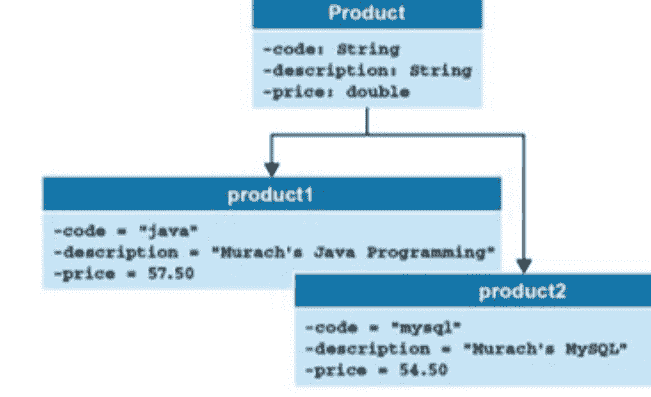 Product
-code: String
-description: String
-price: double
product1
-code = "java"
-description = "Murach's Java Programming"
-price = 57.50
product2
-code = "mysql"
-description = "Murach's MySQL"
-price = 54.50